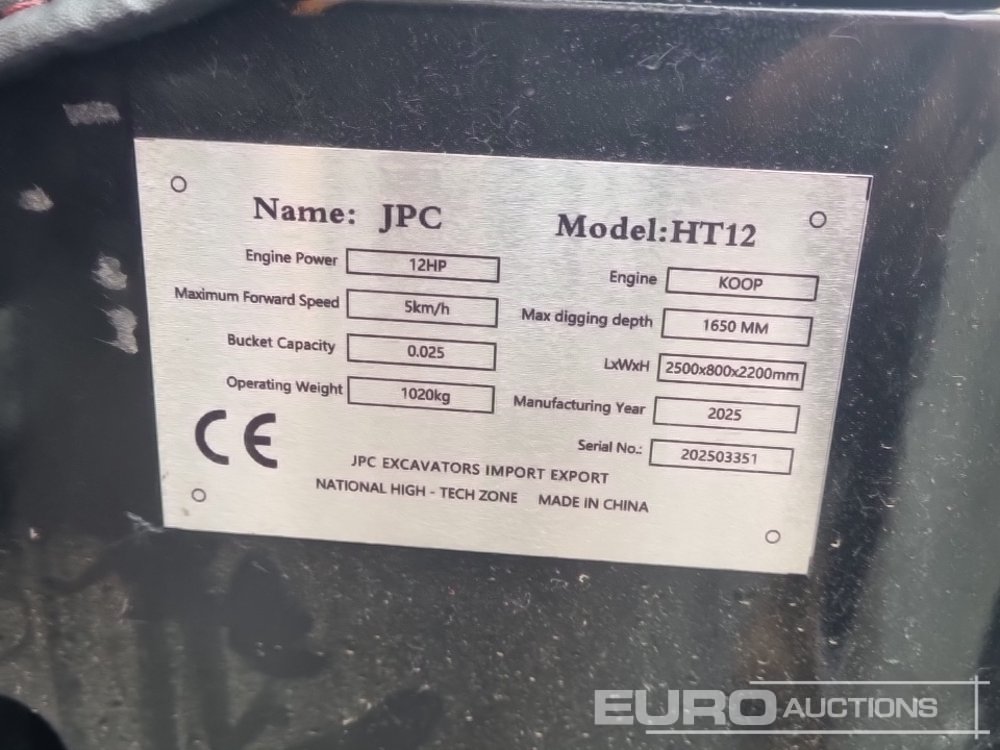 Name: JPC Model:HT12
Engine Power 12HP Engine KOOP
Maximum Forward Speed 5km/h Max digging depth 1650 MM
Bucket Capacity 0.025 LxWxH 2500x800x2200mm
Operating Weight 1020kg Manufacturing Year 2025
CE Serial No.: 202503351
JPC EXCAVATORS IMPORT EXPORT
NATIONAL HIGH - TECH ZONE MADE IN CHINA
EURO AUCTIONS